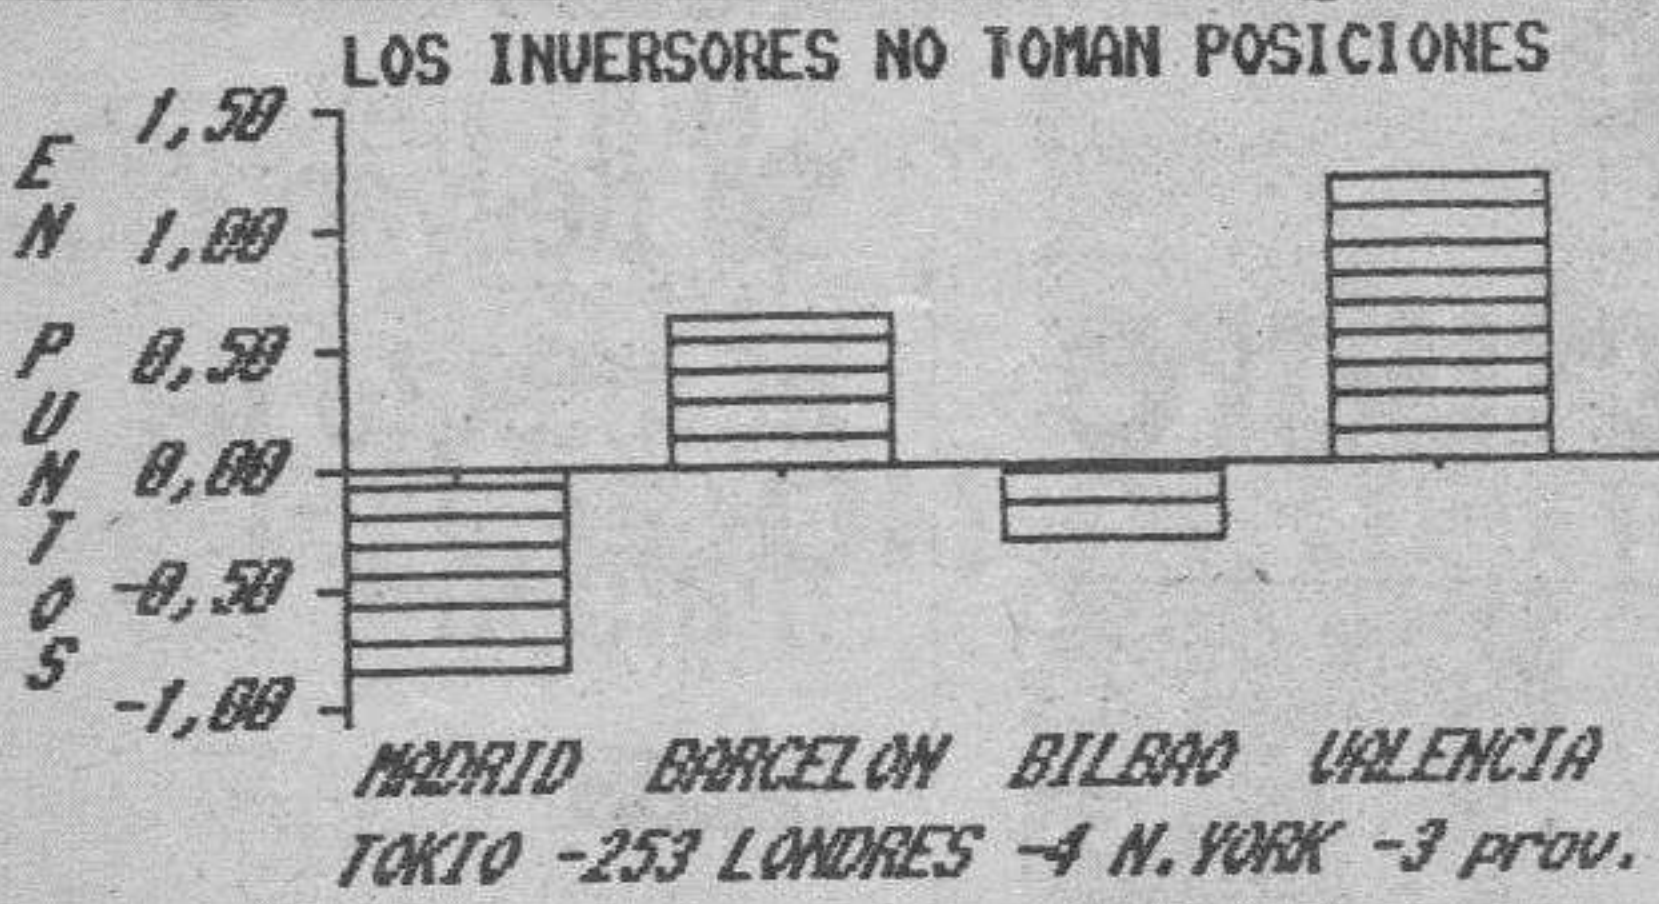 LOS INVERSORES NO TOMAN POSICIONES
EN PUNTOS
1,50
1,00
0,50
0,00
-0,50
-1,00
MADRID BARCELON BILBAO VALENCIA
TOKIO -253 LONDRES -4 N.YORK -3 prov.